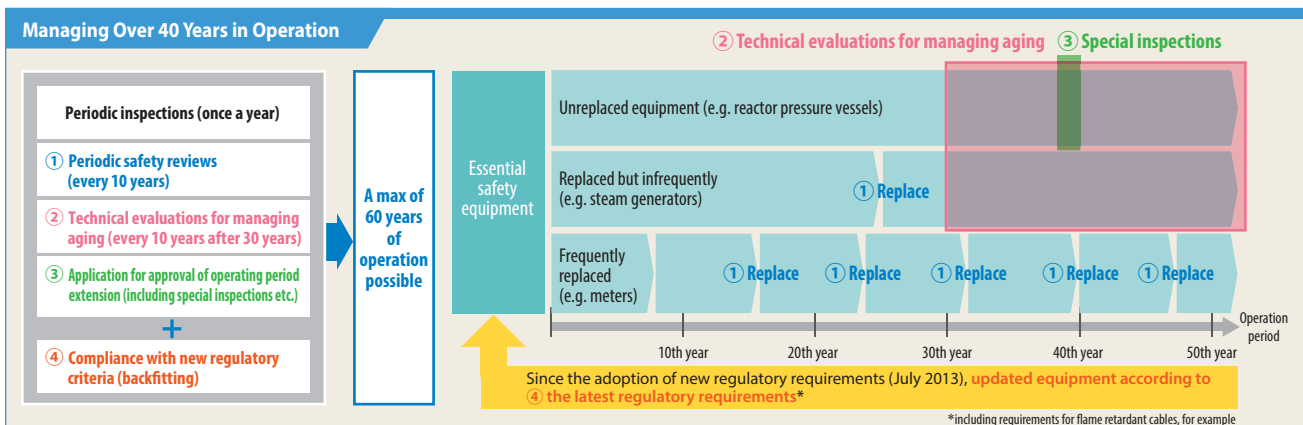 Managing Over 40 Years in Operation
Periodic inspections (once a year)
① Periodic safety reviews
(every 10 years)
② Technical evaluations for managing
aging (every 10 years after 30 years)
③ Application for approval of operating period
extension (including special inspections etc.)
+
④ Compliance with new regulatory
criteria (backfitting)
A max of
60 years
of
operation
possible
② Technical evaluations for managing aging
③ Special inspections
Essential
safety
equipment
Unreplaced equipment (e.g. reactor pressure vessels)
Replaced but infrequently
(e.g. steam generators)
① Replace
Frequently
replaced
(e.g. meters)
① Replace
① Replace
① Replace
① Replace
① Replace
Operation
period
10th year
20th year
30th year
40th year
50th year
Since the adoption of new regulatory requirements (July 2013), updated equipment according to
④ the latest regulatory requirements*
*including requirements for flame retardant cables, for example